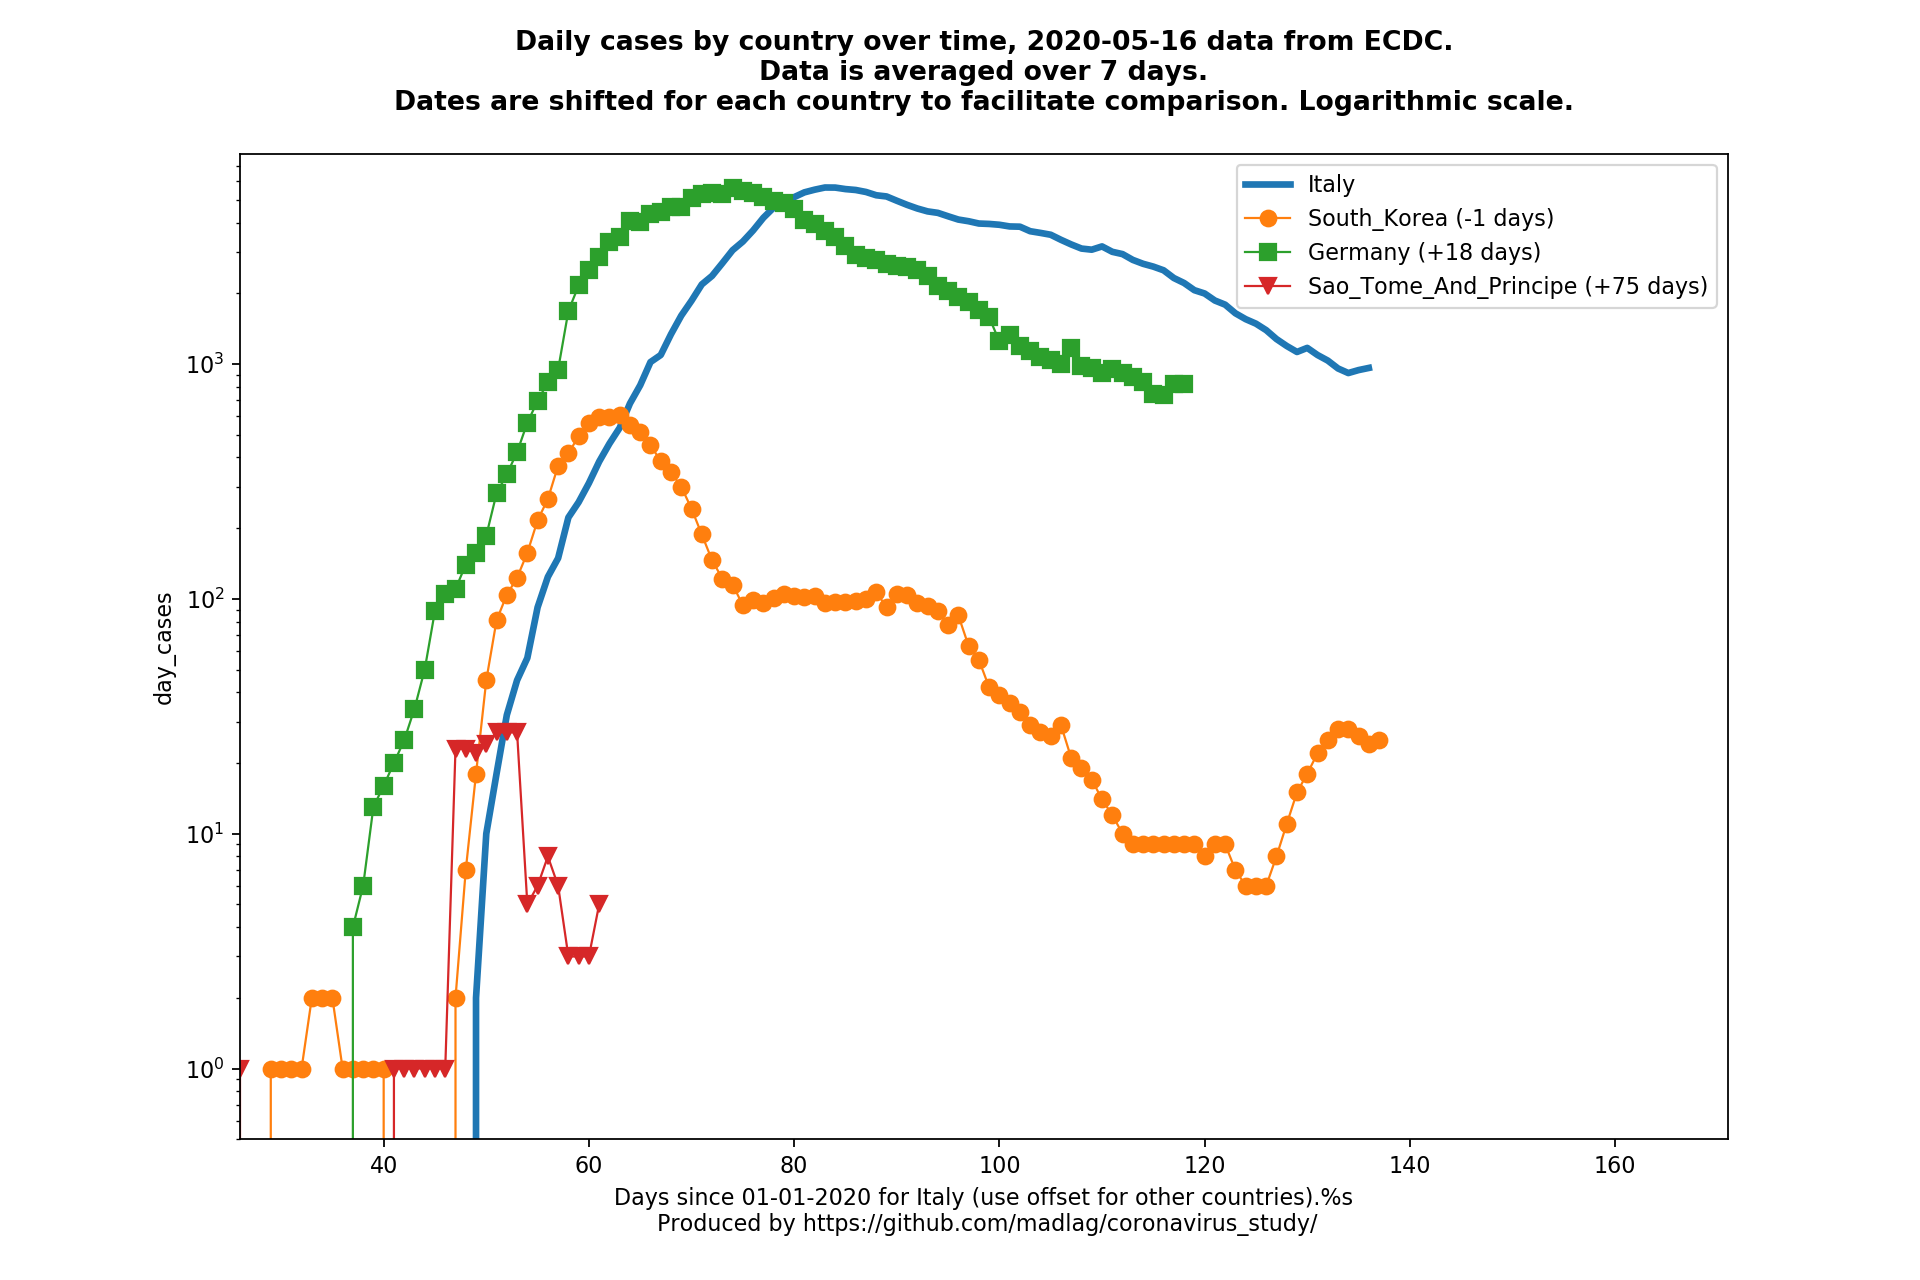 Daily cases by country over time, 2020-05-16 data from ECDC.
Data is averaged over 7 days.
Dates are shifted for each country to facilitate comparison. Logarithmic scale.
Italy
South_Korea (-1 days)
Germany (+18 days)
Sao_Tome_And_Principe (+75 days)
day_cases
10³
10²
10¹
10⁰
40 60 80 100 120 140 160
Days since 01-01-2020 for Italy (use offset for other countries).%s
Produced by https://github.com/madlag/coronavirus_study/